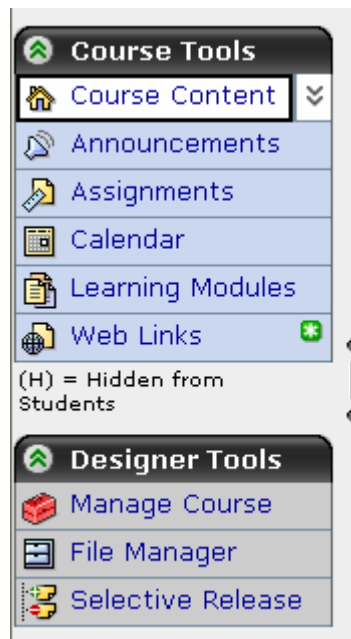 Course Tools
Course Content
Announcements
Assignments
Calendar
Learning Modules
Web Links
(H) = Hidden from
Students
Designer Tools
Manage Course
File Manager
Selective Release